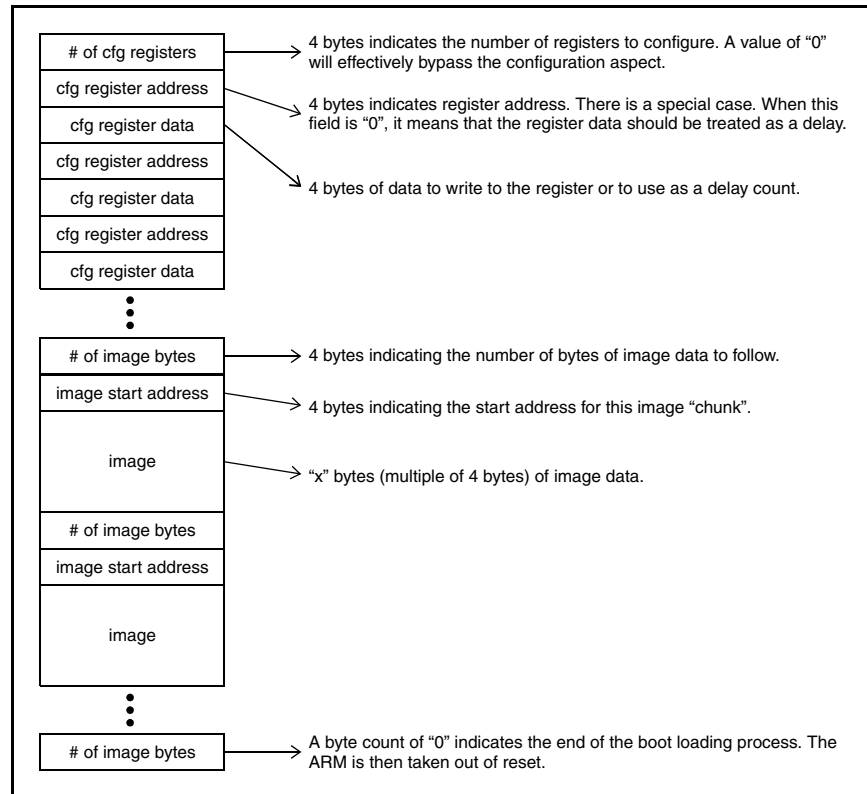 # of cfg registers
4 bytes indicates the number of registers to configure. A value of “0”
will effectively bypass the configuration aspect.
cfg register address
4 bytes indicates register address. There is a special case. When this
field is “0”, it means that the register data should be treated as a delay.
cfg register data
4 bytes of data to write to the register or to use as a delay count.
cfg register address
cfg register data
cfg register address
cfg register data
# of image bytes
4 bytes indicating the number of bytes of image data to follow.
image start address
4 bytes indicating the start address for this image “chunk”.
image
“x” bytes (multiple of 4 bytes) of image data.
# of image bytes
image start address
image
# of image bytes
A byte count of “0” indicates the end of the boot loading process. The
ARM is then taken out of reset.